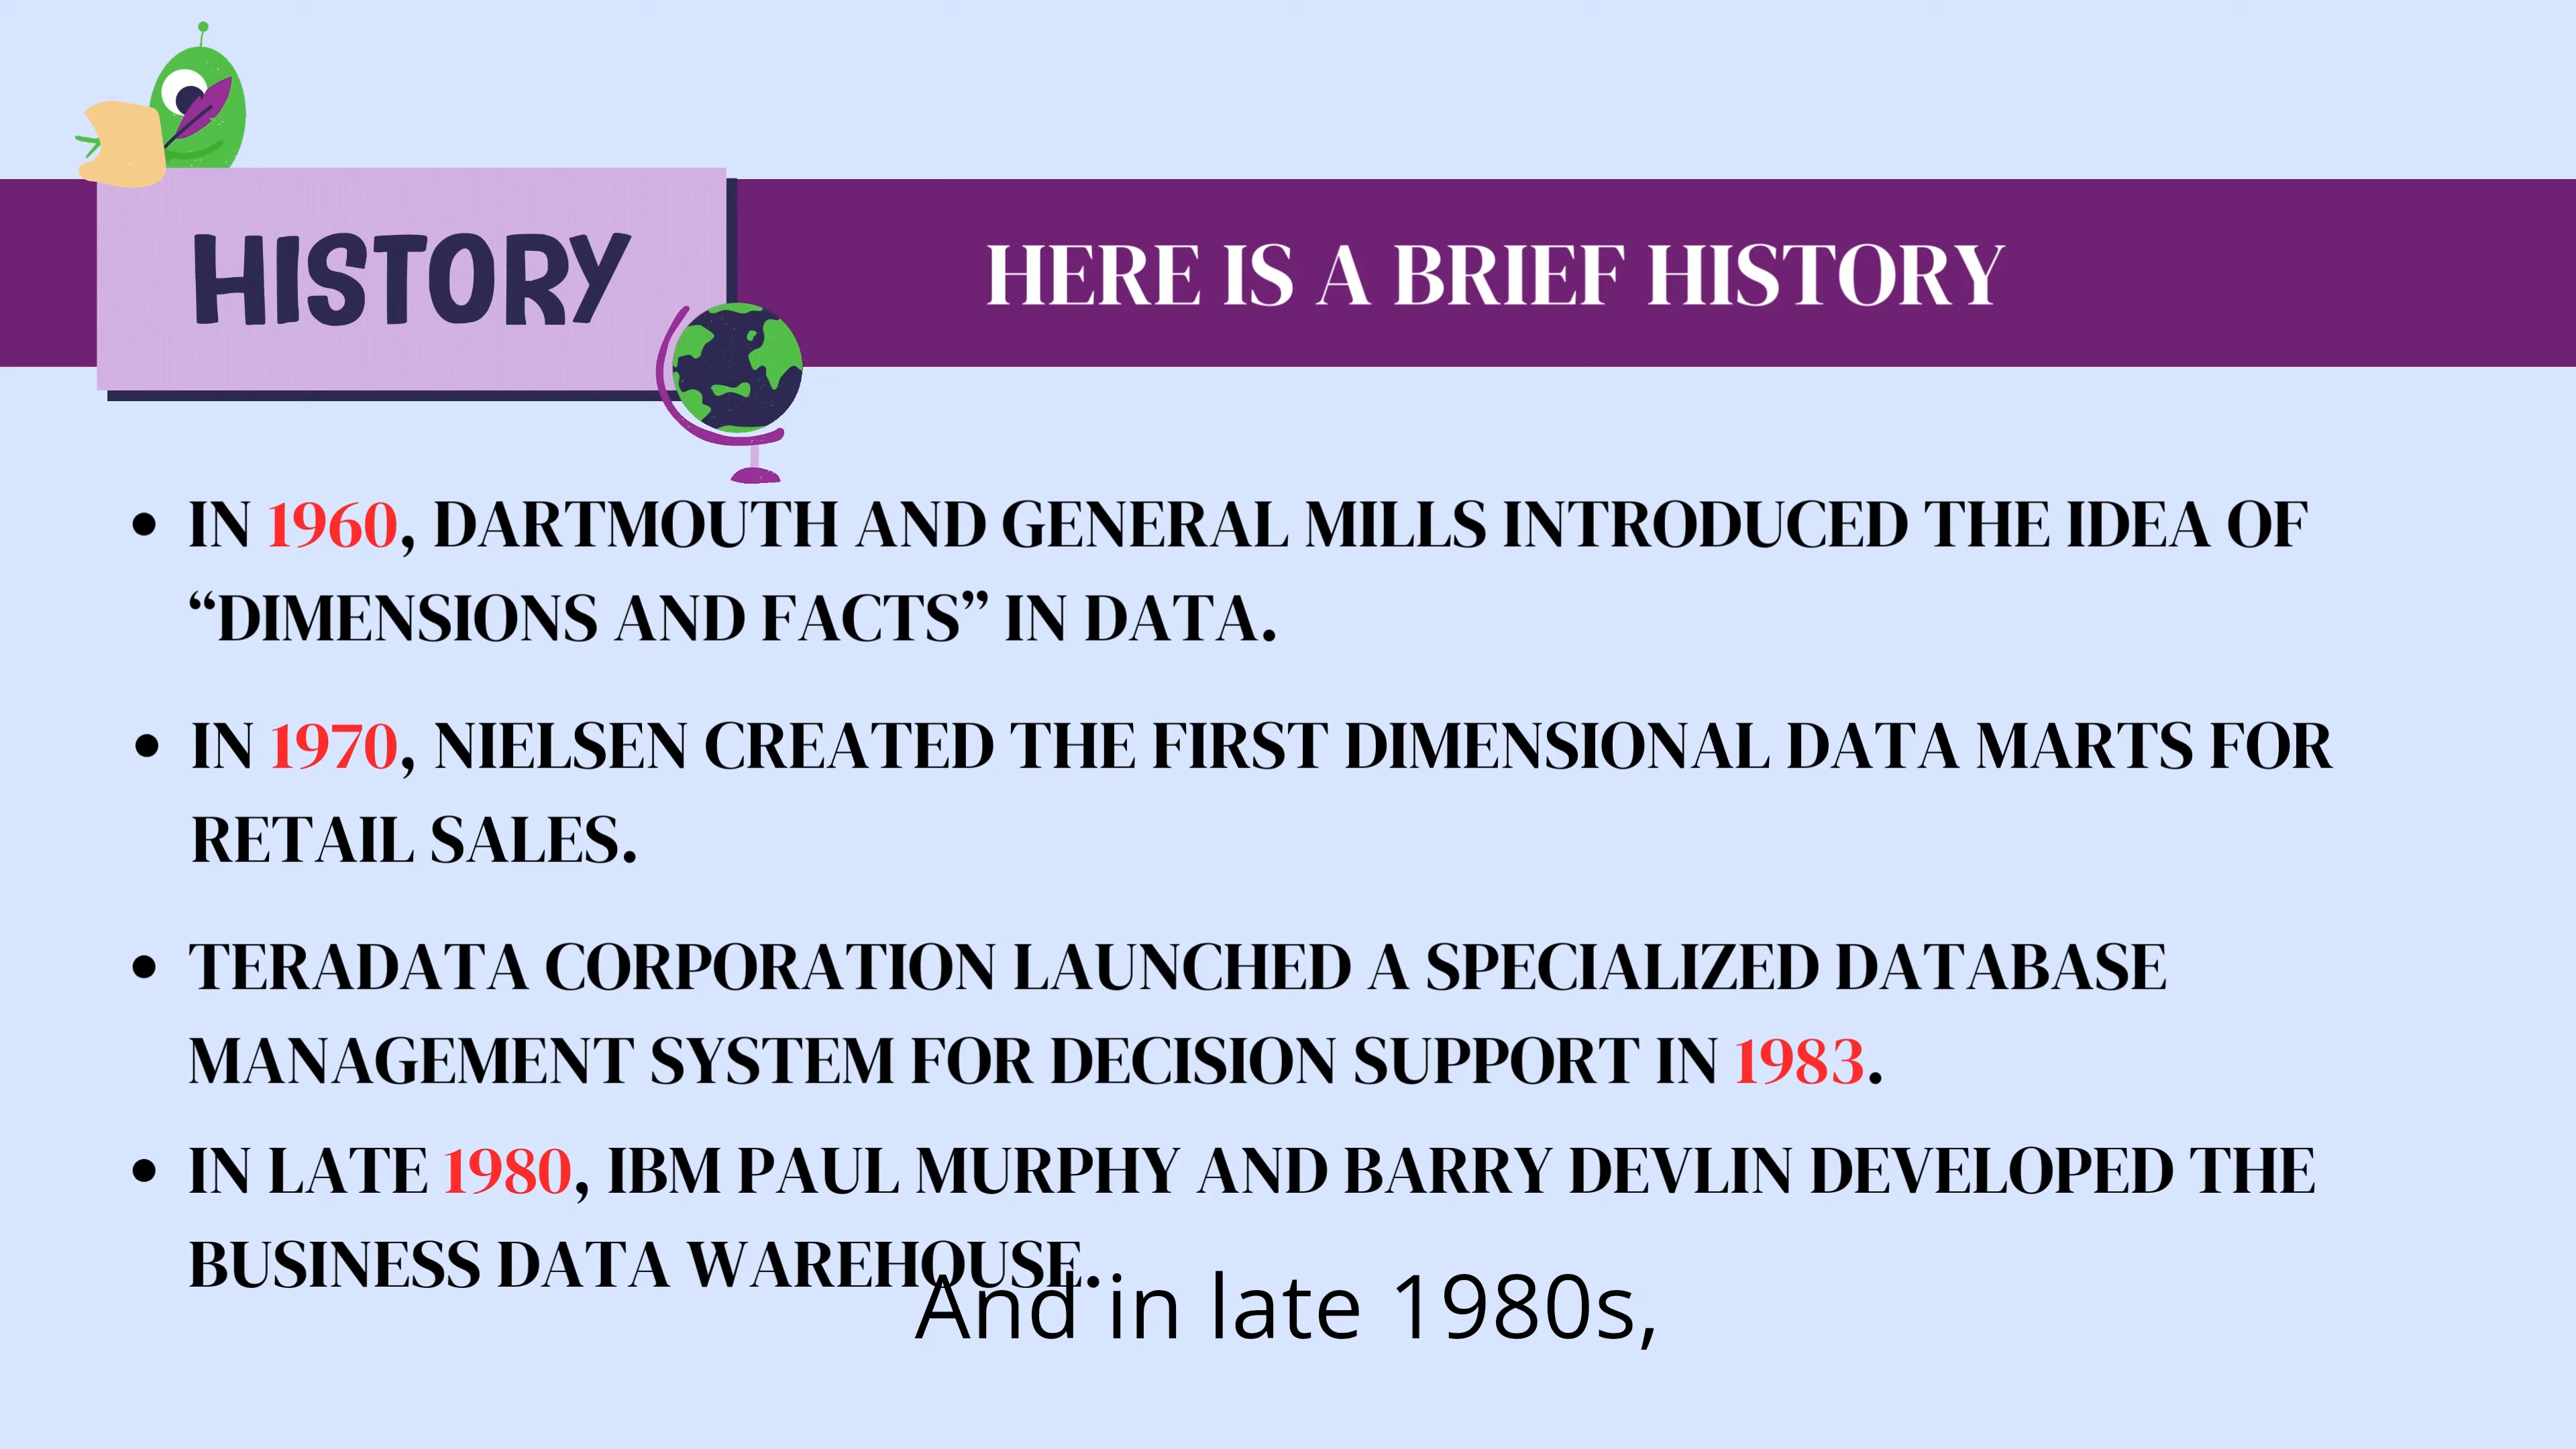 HISTORY
HERE IS A BRIEF HISTORY
• IN 1960, DARTMOUTH AND GENERAL MILLS INTRODUCED THE IDEA OF
“DIMENSIONS AND FACTS” IN DATA.
• IN 1970, NIELSEN CREATED THE FIRST DIMENSIONAL DATA MARTS FOR
RETAIL SALES.
• TERADATA CORPORATION LAUNCHED A SPECIALIZED DATABASE
MANAGEMENT SYSTEM FOR DECISION SUPPORT IN 1983.
• IN LATE 1980, IBM PAUL MURPHY AND BARRY DEVLIN DEVELOPED THE
BUSINESS DATA WAREHOUSE.
And in late 1980s,